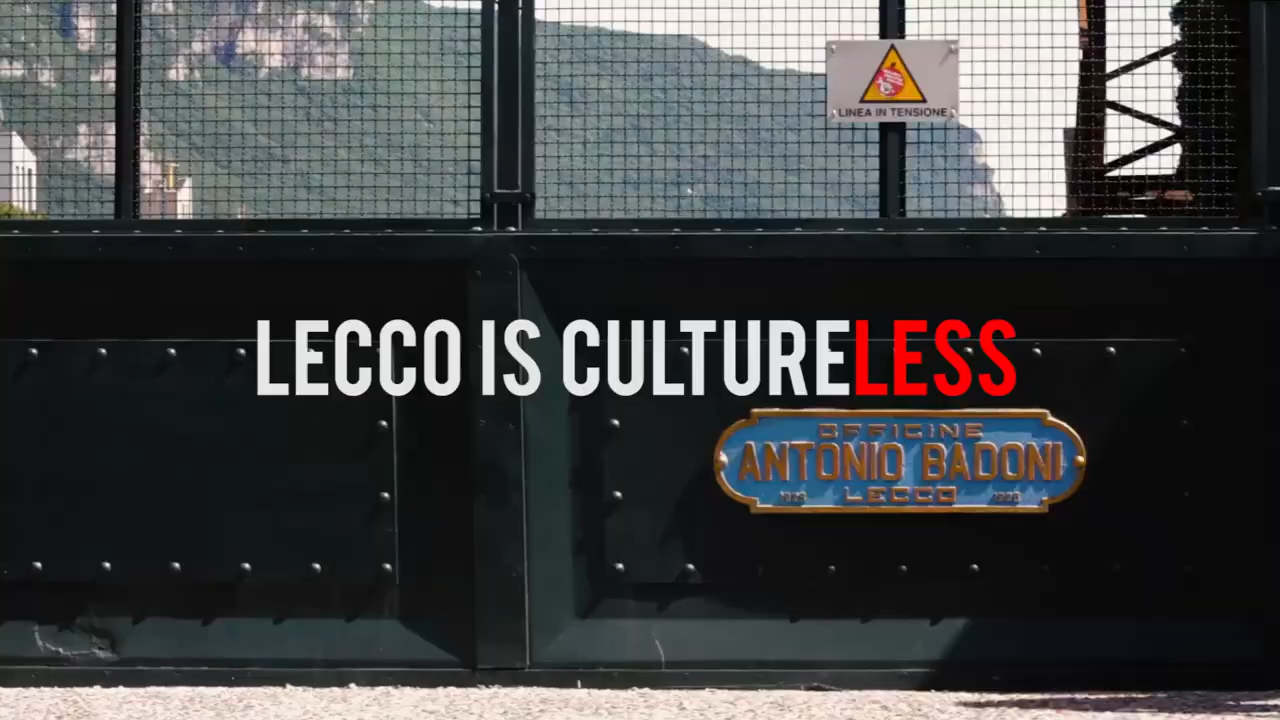 LINEA IN TENSIONE
LECCO IS CULTURELESS
OFFICINE
ANTONIO BADONI
LECCO